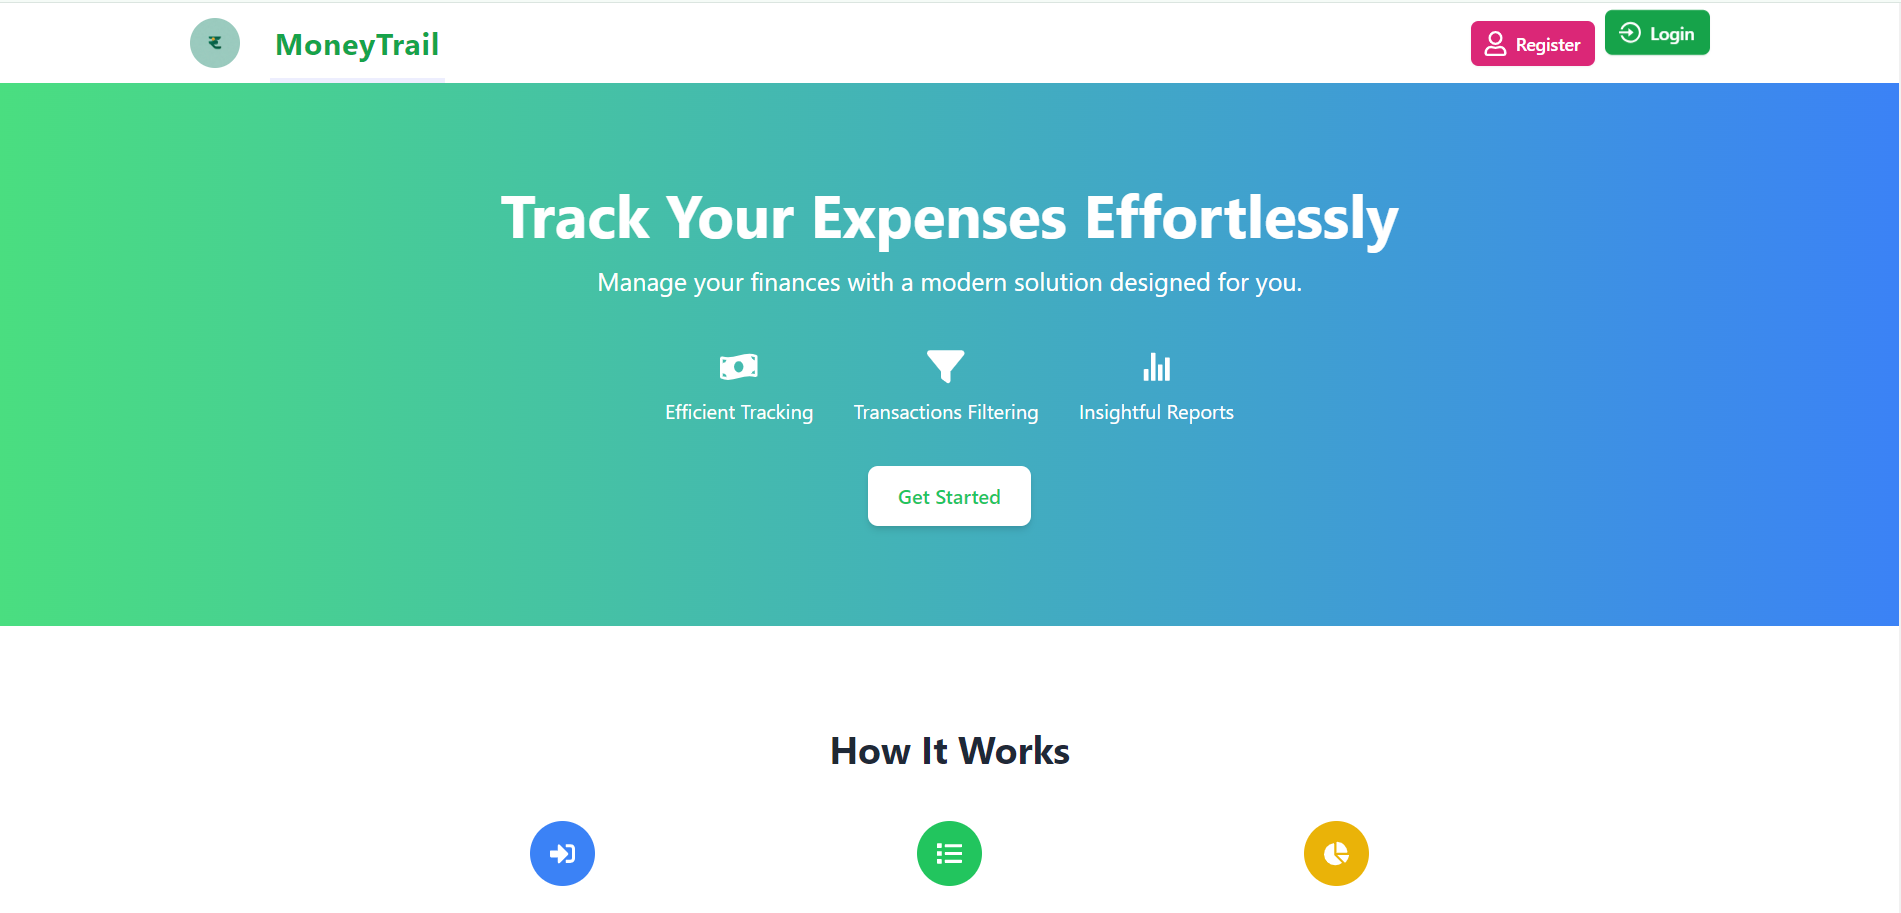 MoneyTrail
Register
Login
Track Your Expenses Effortlessly
Manage your finances with a modern solution designed for you.
Efficient Tracking
Transactions Filtering
Insightful Reports
Get Started
How It Works